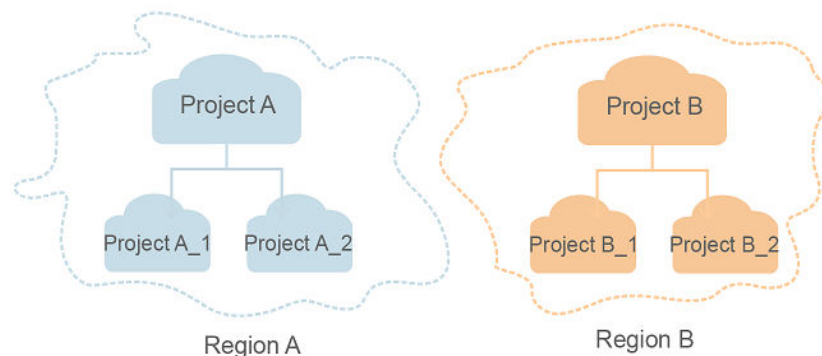 Project A
Project B
Project A_1
Project A_2
Project B_1
Project B_2
Region A
Region B